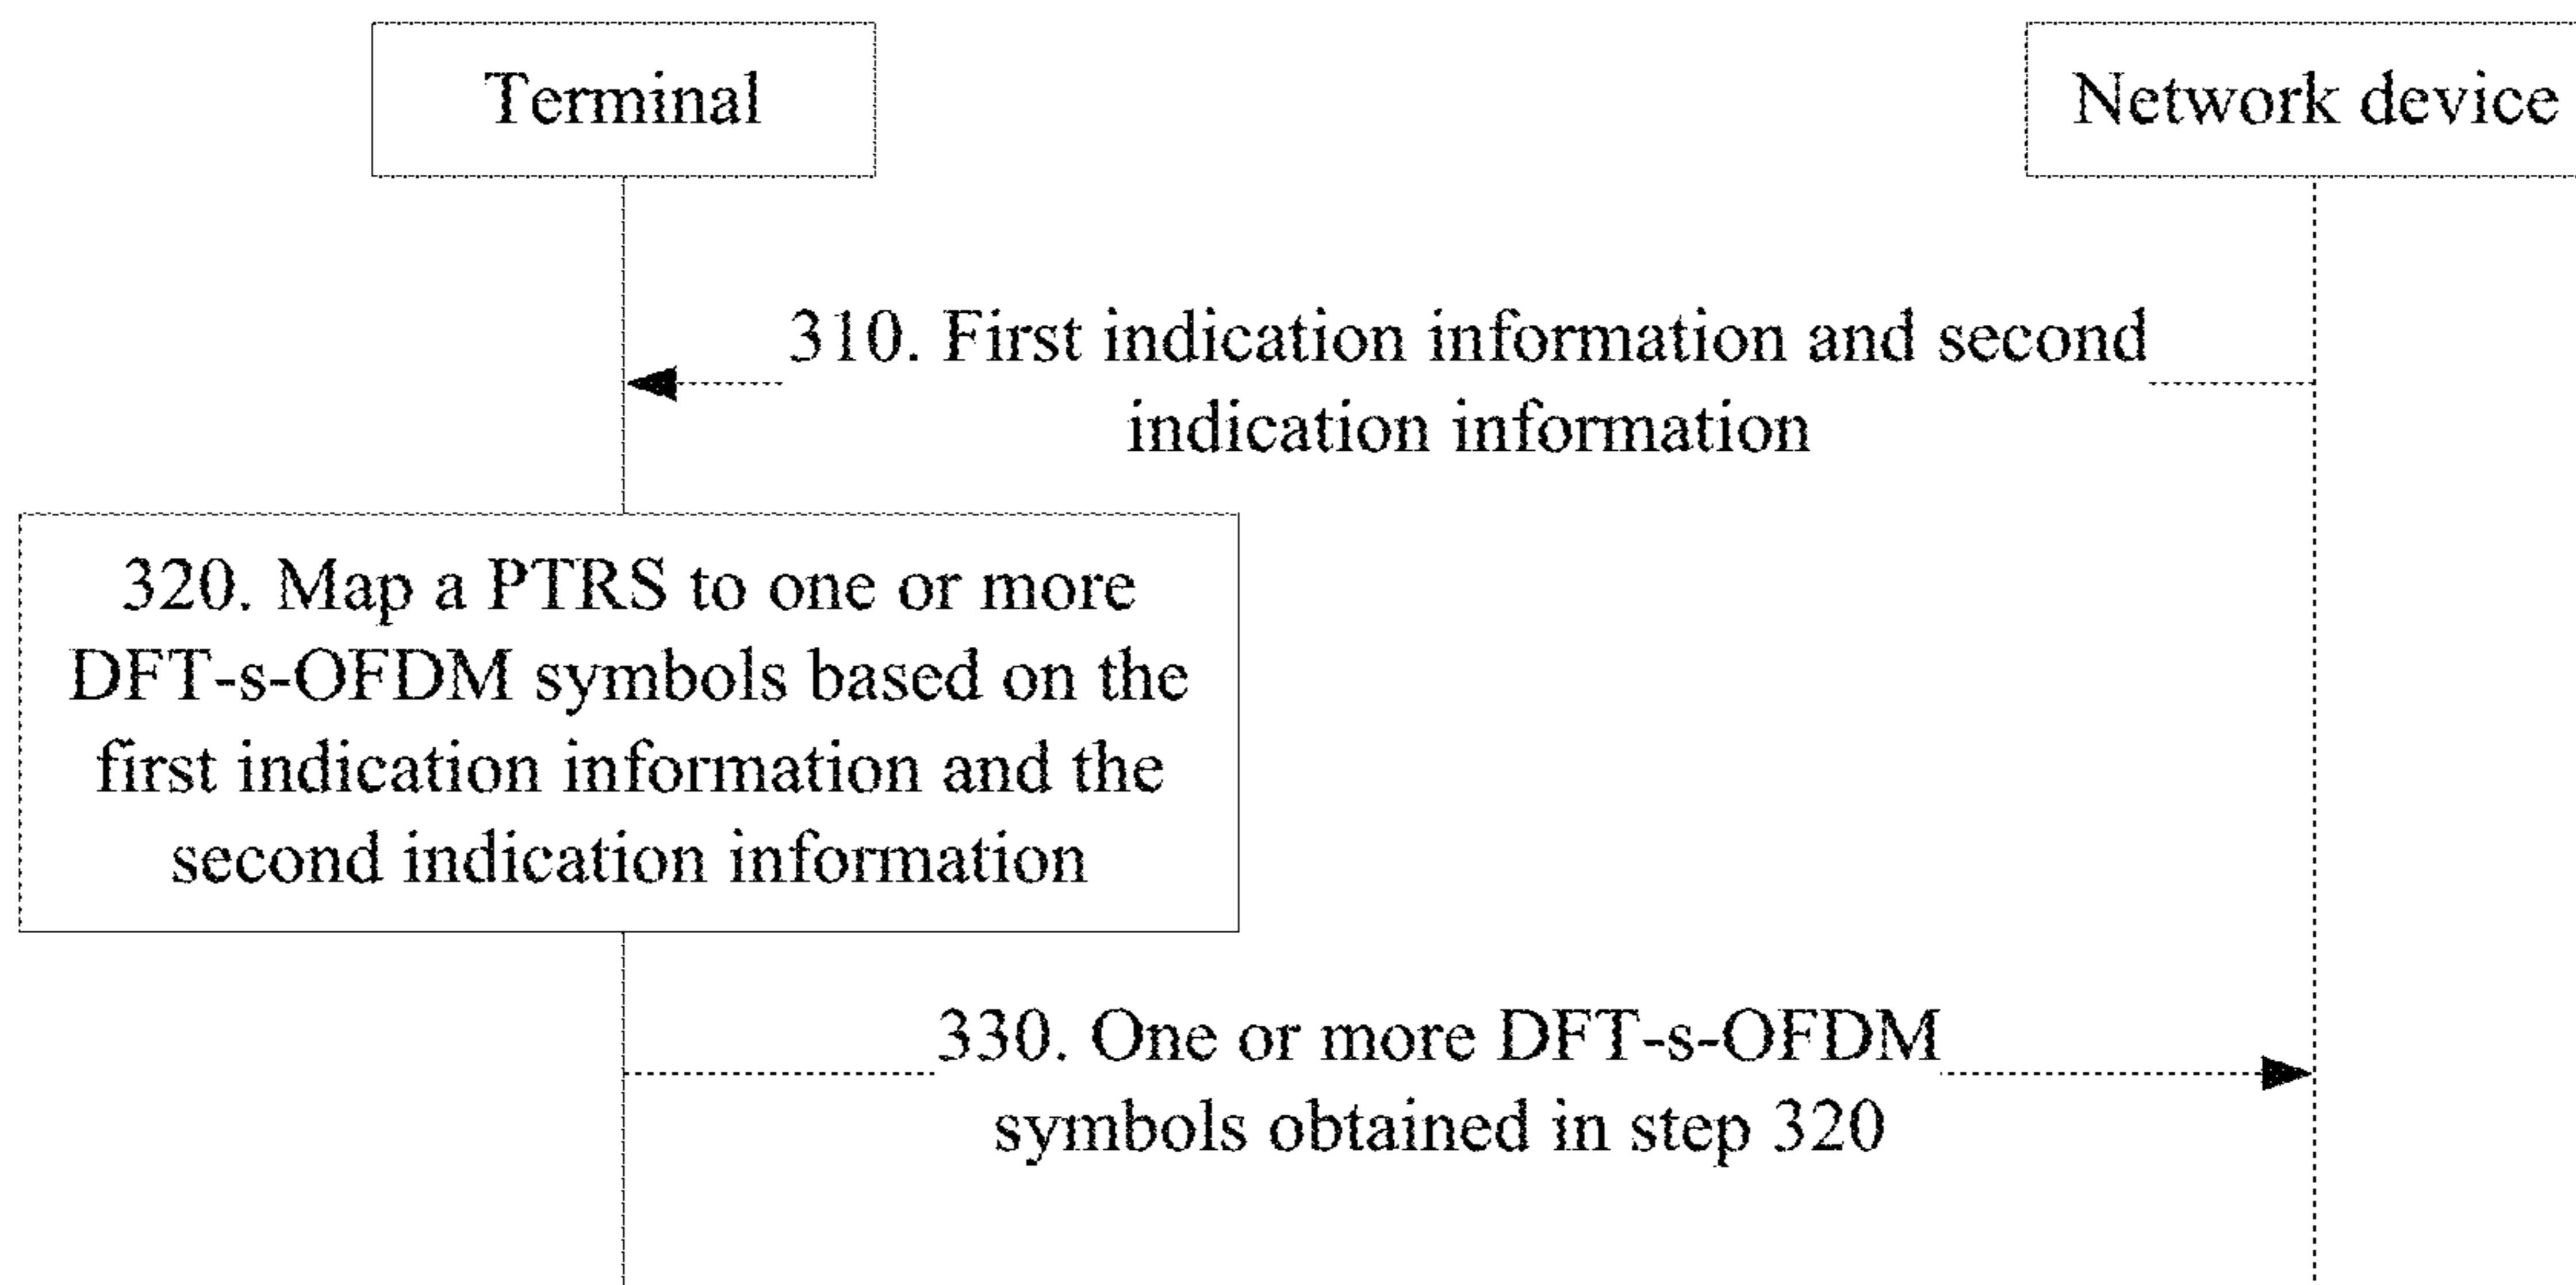 Terminal
Network device
310. First indication information and second
indication information
320. Map a PTRS to one or more
DFT-s-OFDM symbols based on the
first indication information and the
second indication information
330. One or more DFT-s-OFDM
symbols obtained in step 320